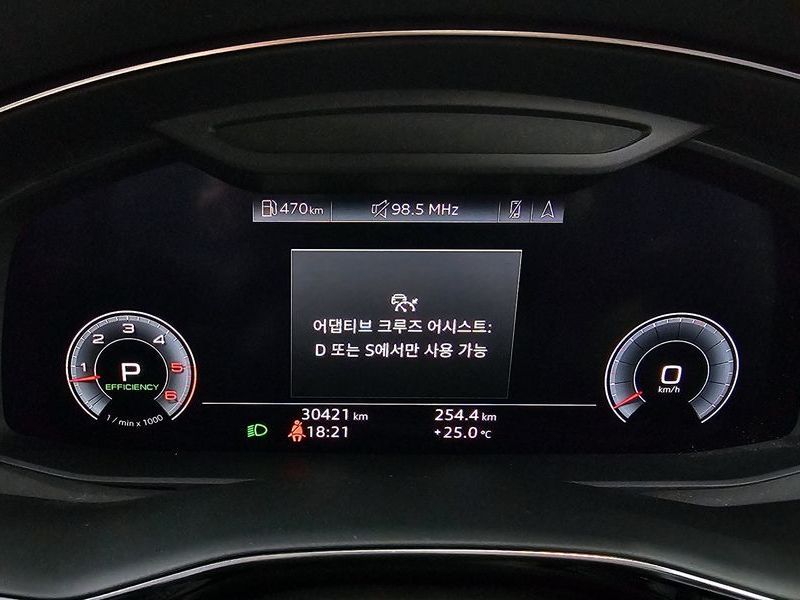 470 km
98.5 MHz
어댑티브 크루즈 어시스트:
D 또는 S에서만 사용 가능
1 2 3 4 5 6
P
EFFICIENCY
1 / min x 1000
0
km/h
30421 km
254.4 km
18:21
+25.0 °C